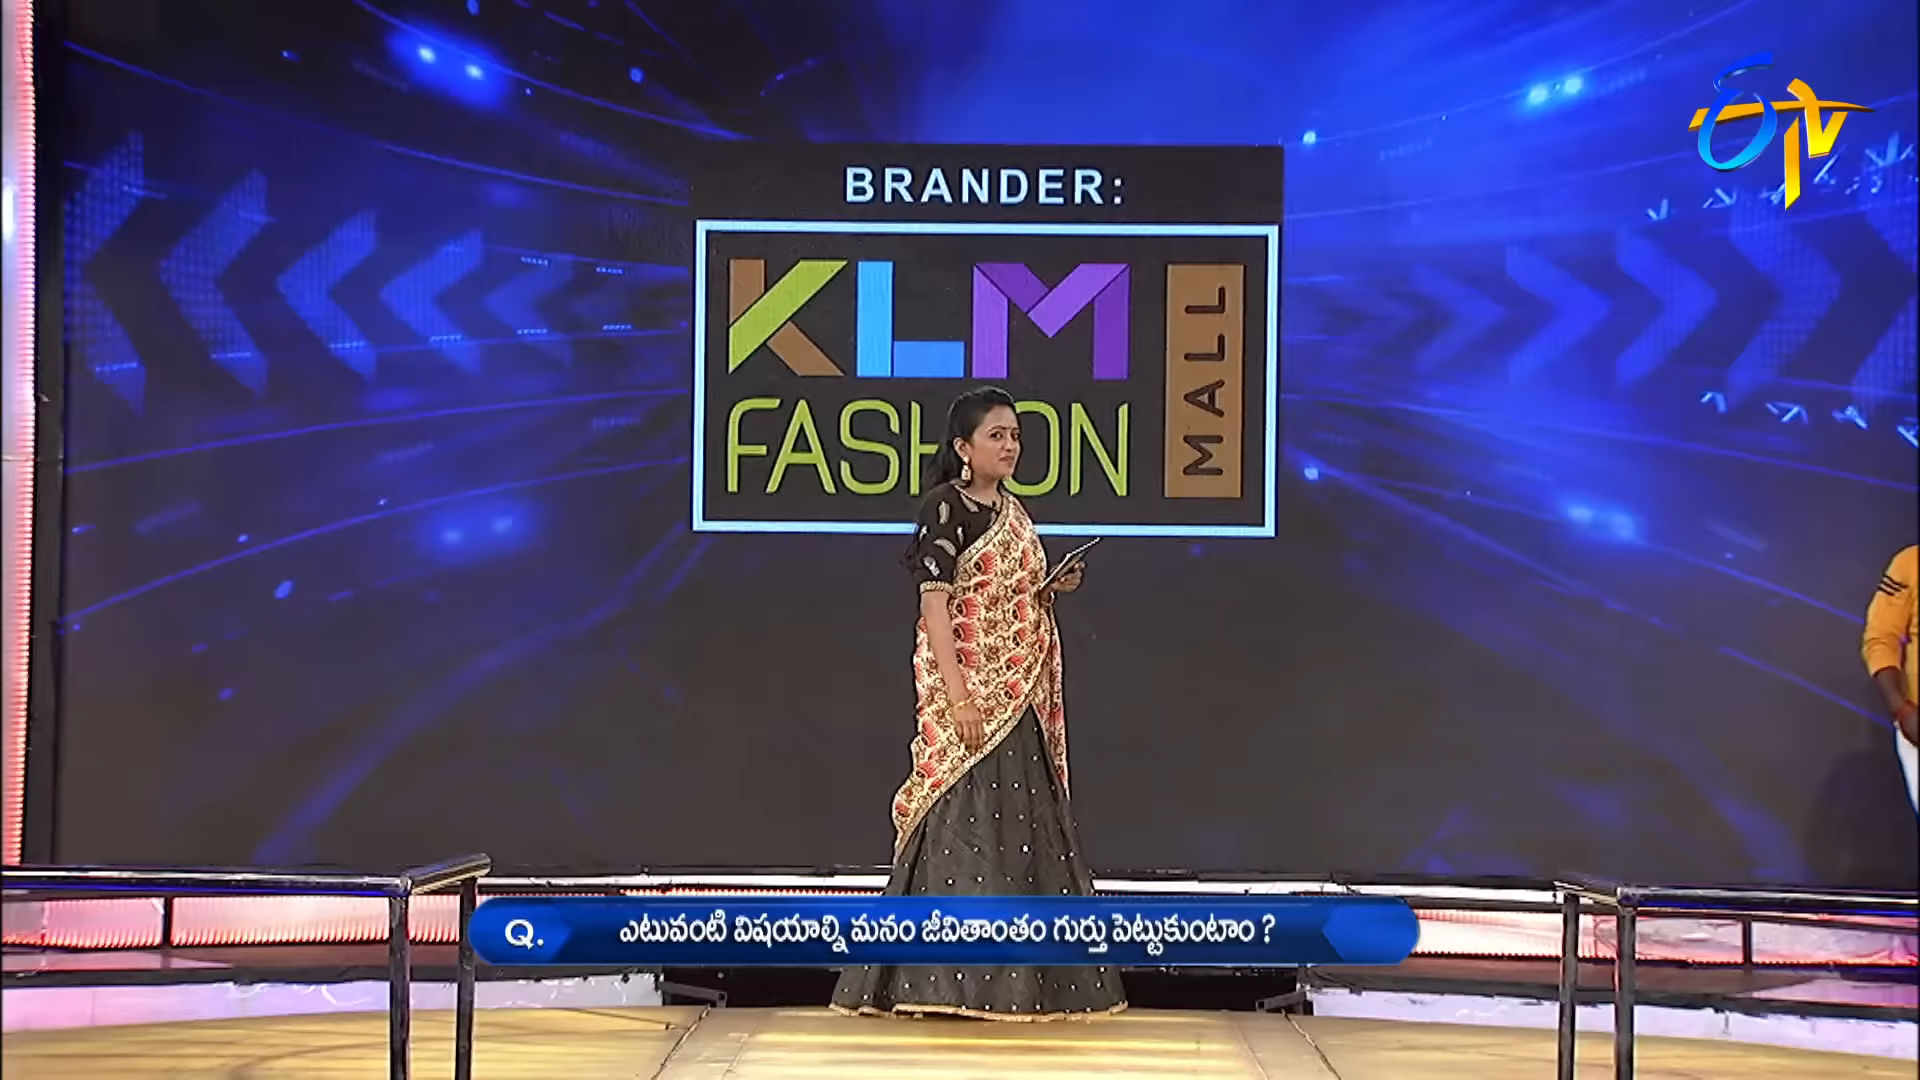 ETV
BRANDER:
KLM
FASHION
MALL
Q. ఎటువంటి విషయాల్ని మనం జీవితాంతం గుర్తు పెట్టుకుంటాం ?